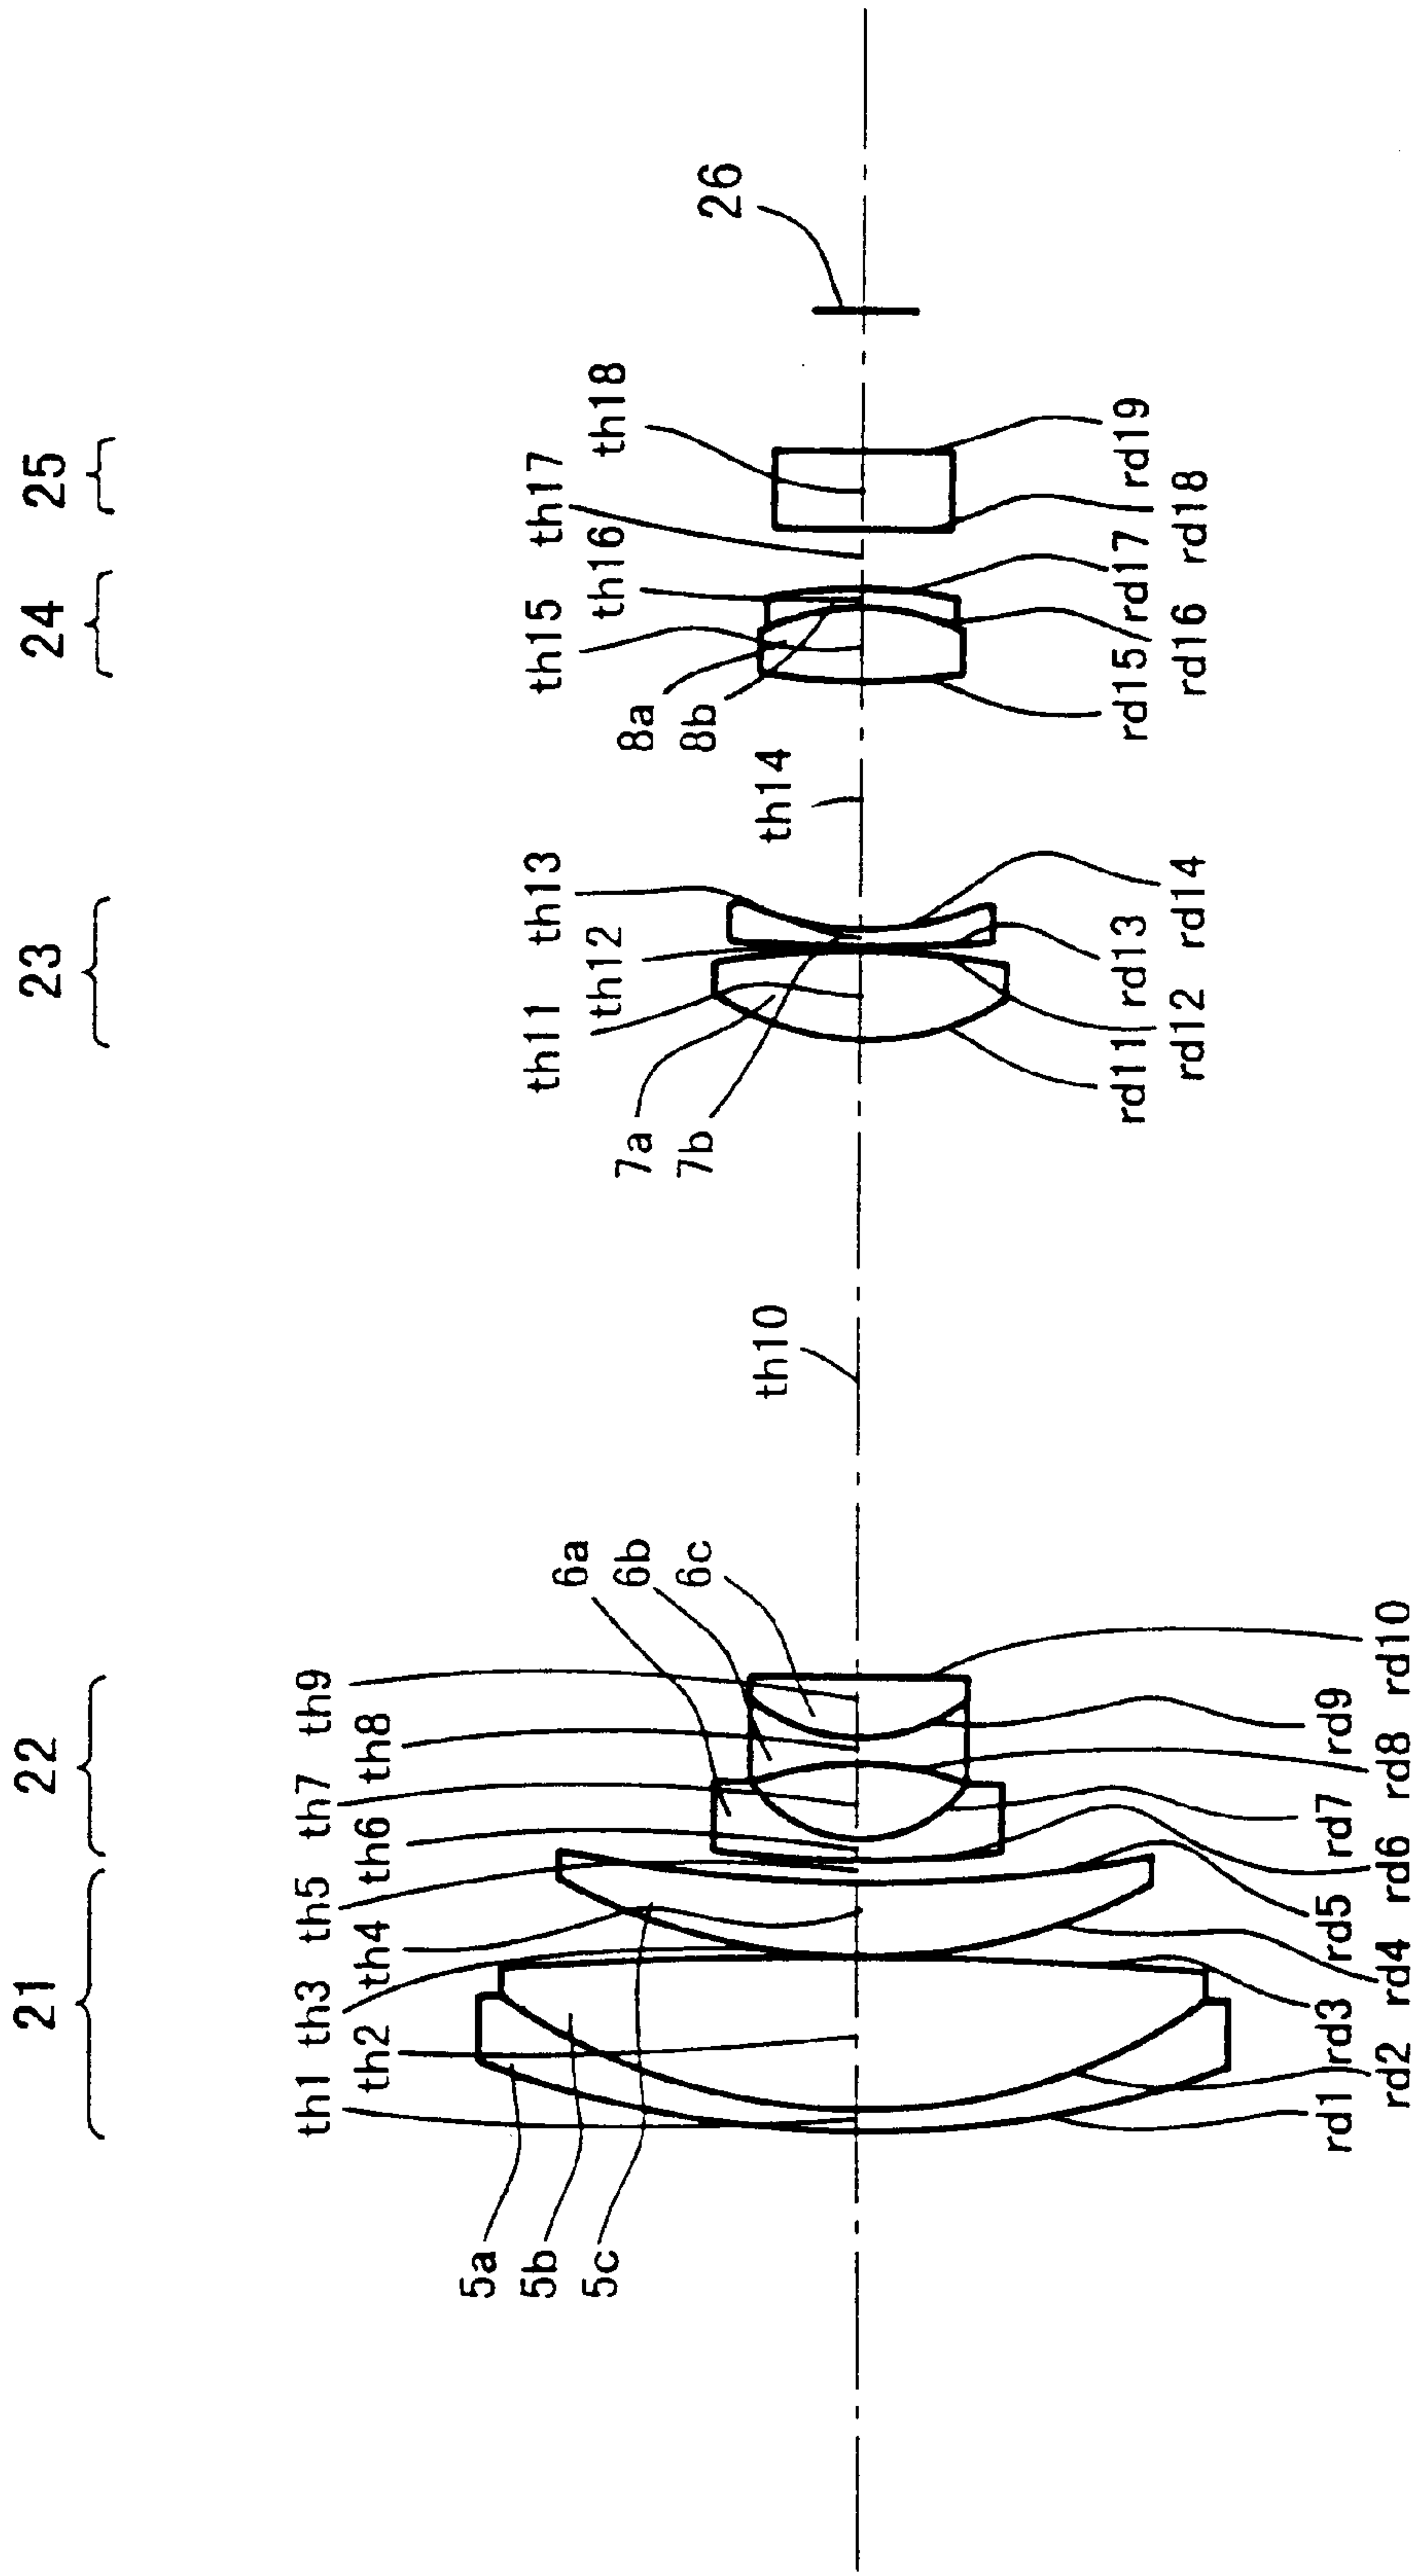 21
22
23
24
25
th1
th2
th3
th4
th5
th6
th7
th8
th9
th10
th11
th12
th13
th14
th15
th16
th17
th18
5a
5b
5c
6a
6b
6c
7a
7b
8a
8b
26
rd1
rd2
rd3
rd4
rd5
rd6
rd7
rd8
rd9
rd10
rd11
rd12
rd13
rd14
rd15
rd16
rd17
rd18
rd19